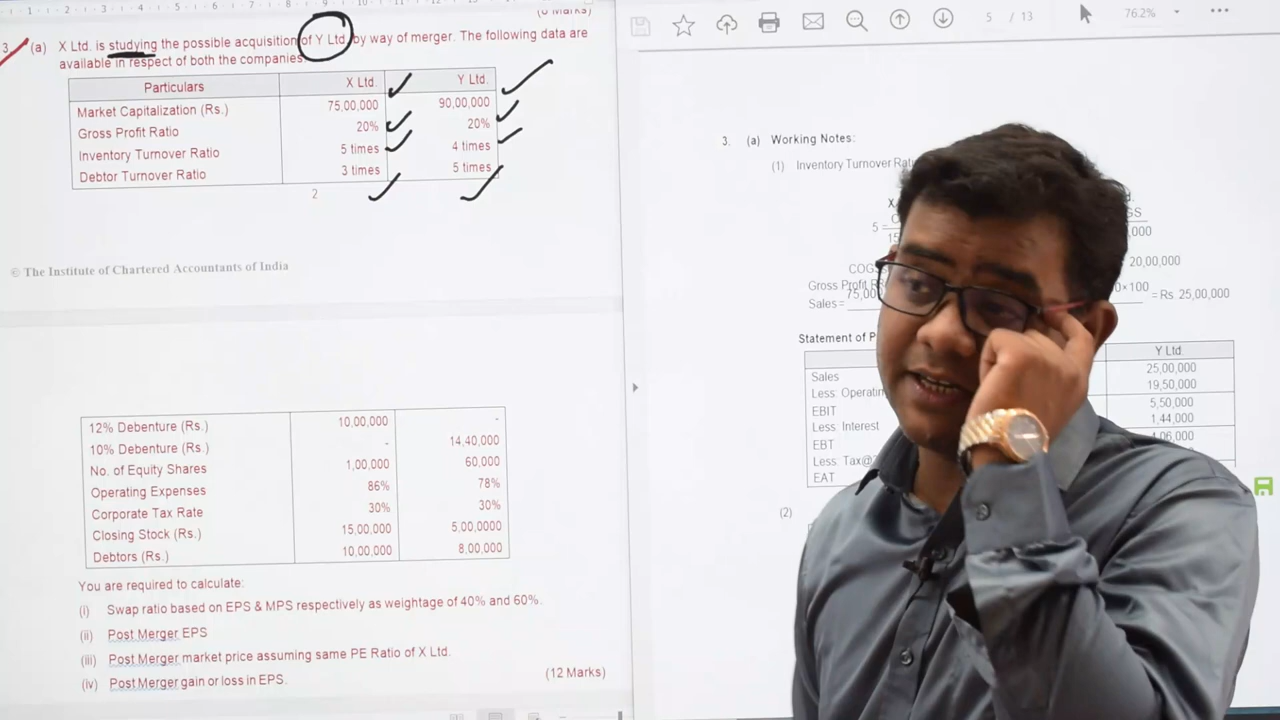 5 / 13
76.2%
3. (a) X Ltd. is studying the possible acquisition of Y Ltd. by way of merger. The following data are
available in respect of both the companies.
Particulars X Ltd. Y Ltd.
Market Capitalization (Rs.) 75,00,000 90,00,000
Gross Profit Ratio 20% 20%
Inventory Turnover Ratio 5 times 4 times
Debtor Turnover Ratio 3 times 5 times
2
© The Institute of Chartered Accountants of India
12% Debenture (Rs.) 10,00,000 -
10% Debenture (Rs.) - 14,40,000
No. of Equity Shares 1,00,000 60,000
Operating Expenses 86% 78%
Corporate Tax Rate 30% 30%
Closing Stock (Rs.) 15,00,000 5,00,0000
Debtors (Rs.) 10,00,000 8,00,000
You are required to calculate:
(i) Swap ratio based on EPS & MPS respectively as weightage of 40% and 60%.
(ii) Post Merger EPS
(iii) Post Merger market price assuming same PE Ratio of X Ltd.
(iv) Post Merger gain or loss in EPS. (12 Marks)
3. (a) Working Notes:
(1) Inventory Turnover
5 =
20,00,000
Gross Profit
Sales = = Rs. 25,00,000
Statement of
Y Ltd.
Sales 25,00,000
Less: 19,50,000
EBIT 5,50,000
Less: Interest 1,44,000
EBT 4,06,000
Less:
EAT
(2)